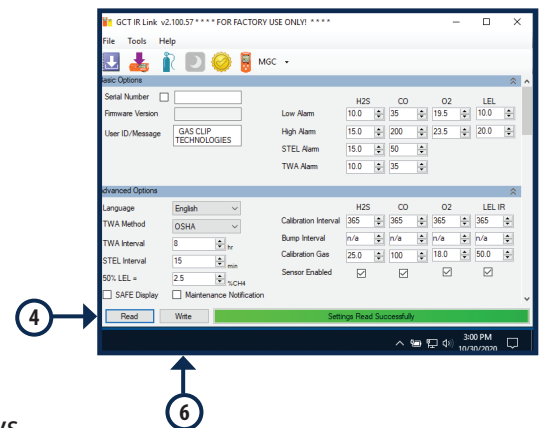 GCT IR Link v2.100.57 * * * * FOR FACTORY USE ONLY! * * * *
File Tools Help
MGC
Basic Options
Serial Number
Firmware Version
User ID/Message GAS CLIP
TECHNOLOGIES
H2S CO O2 LEL
Low Alarm 10.0 35 19.5 10.0
High Alarm 15.0 200 23.5 20.0
STEL Alarm 15.0 50
TWA Alarm 10.0 35
Advanced Options
Language English
TWA Method OSHA
TWA Interval 8 hr
STEL Interval 15 min
50% LEL = 2.5 %CH4
SAFE Display Maintenance Notification
H2S CO O2 LEL IR
Calibration Interval 365 365 365 365
Bump Interval n/a n/a n/a n/a
Calibration Gas 25.0 100 18.0 50.0
Sensor Enabled
4
Read Write Settings Read Successfully
3:00 PM
10/30/2020
6